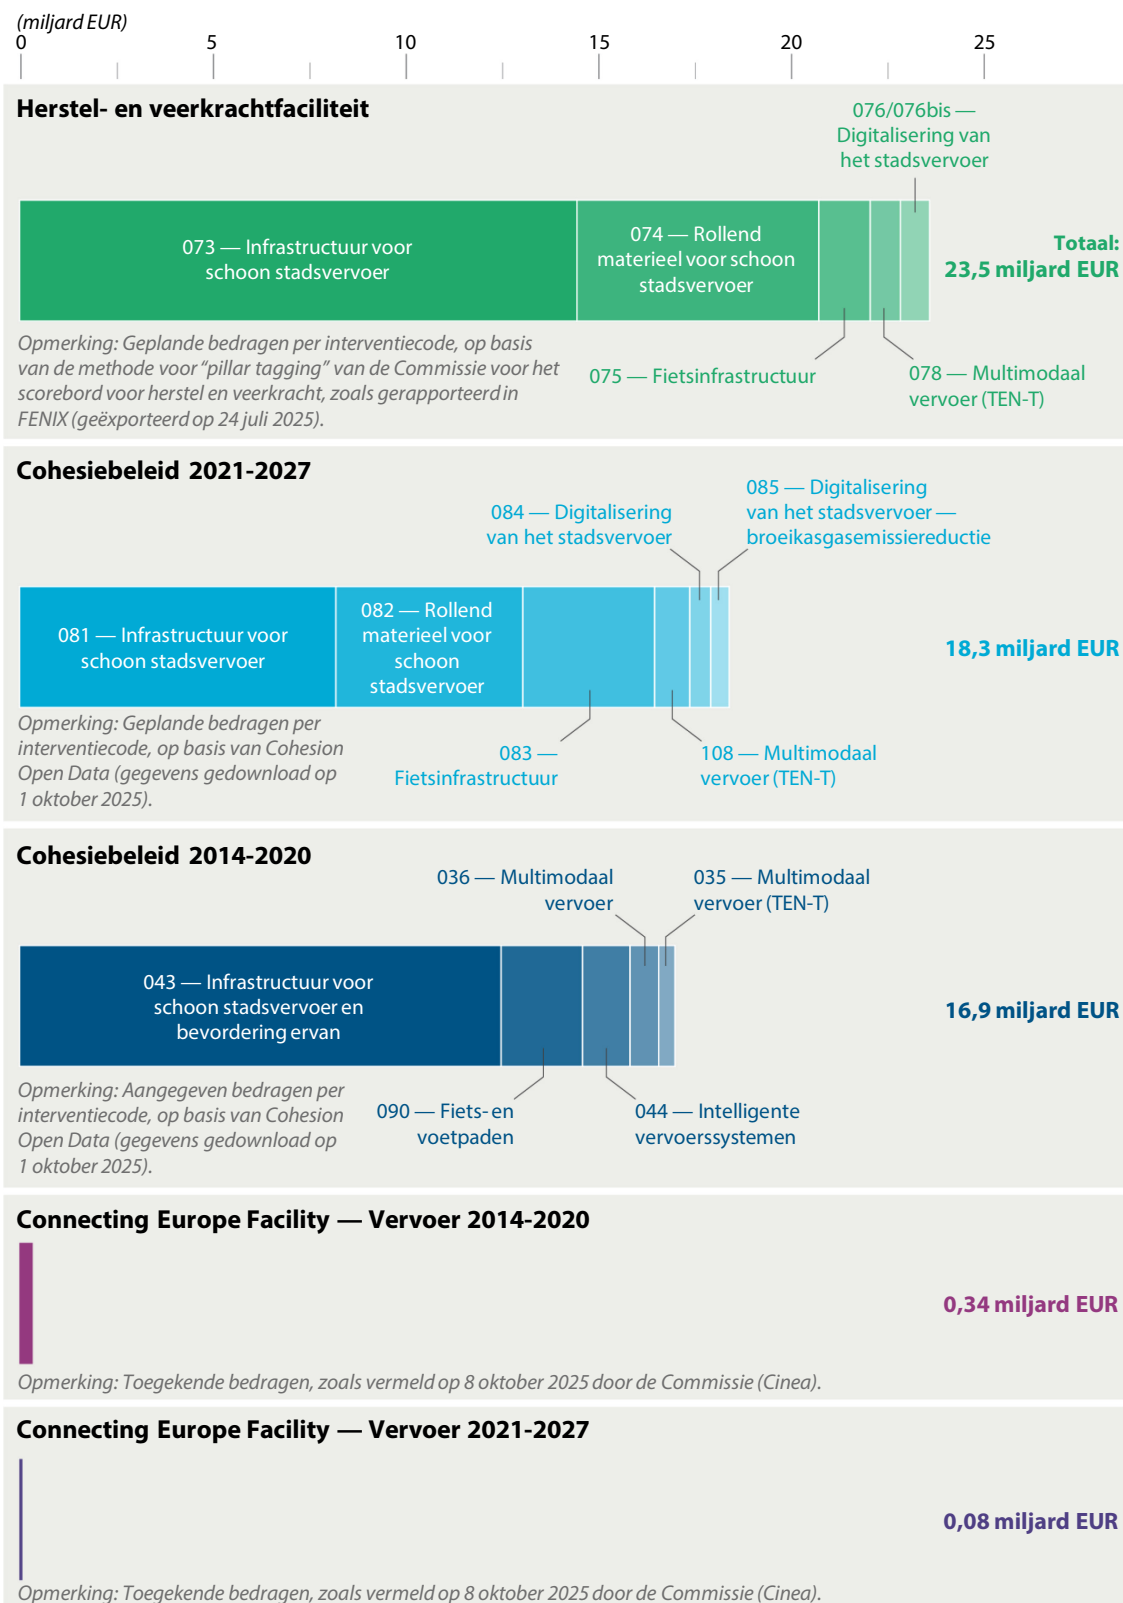 (miljard EUR)
0 5 10 15 20 25
Herstel- en veerkrachtfaciliteit
076/076bis —
Digitalisering van
het stadsvervoer
073 — Infrastructuur voor
schoon stadsvervoer
074 — Rollend
materieel voor schoon
stadsvervoer
Totaal:
23,5 miljard EUR
Opmerking: Geplande bedragen per interventiecode, op basis
van de methode voor “pillar tagging” van de Commissie voor het
scorebord voor herstel en veerkracht, zoals gerapporteerd in
FENIX (geëxporteerd op 24 juli 2025).
075 — Fietsinfrastructuur
078 — Multimodaal
vervoer (TEN-T)
Cohesiebeleid 2021-2027
084 — Digitalisering
van het stadsvervoer
085 — Digitalisering
van het stadsvervoer —
broeikasgasemissiereductie
081 — Infrastructuur voor
schoon stadsvervoer
082 — Rollend
materieel voor
schoon
stadsvervoer
18,3 miljard EUR
Opmerking: Geplande bedragen per
interventiecode, op basis van Cohesion
Open Data (gegevens gedownload op
1 oktober 2025).
083 —
Fietsinfrastructuur
108 — Multimodaal
vervoer (TEN-T)
Cohesiebeleid 2014-2020
036 — Multimodaal
vervoer
035 — Multimodaal
vervoer (TEN-T)
043 — Infrastructuur voor
schoon stadsvervoer en
bevordering ervan
16,9 miljard EUR
Opmerking: Aangegeven bedragen per
interventiecode, op basis van Cohesion
Open Data (gegevens gedownload op
1 oktober 2025).
090 — Fiets- en
voetpaden
044 — Intelligente
vervoerssystemen
Connecting Europe Facility — Vervoer 2014-2020
0,34 miljard EUR
Opmerking: Toegekende bedragen, zoals vermeld op 8 oktober 2025 door de Commissie (Cinea).
Connecting Europe Facility — Vervoer 2021-2027
0,08 miljard EUR
Opmerking: Toegekende bedragen, zoals vermeld op 8 oktober 2025 door de Commissie (Cinea).